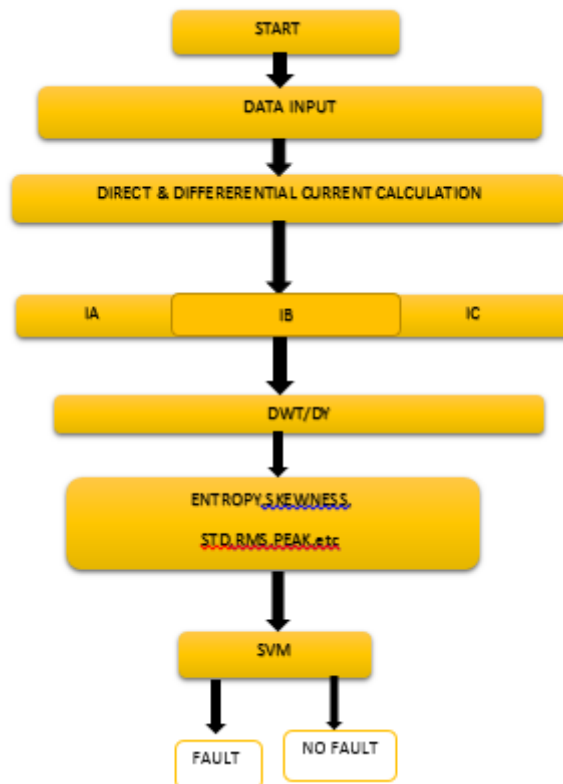 START
DATA INPUT
DIRECT & DIFFERERENTIAL CURRENT CALCULATION
IA
IB
IC
DWT/DY
ENTROPY,SKEWNESS,
STD,RMS,PEAK,etc
SVM
FAULT
NO FAULT